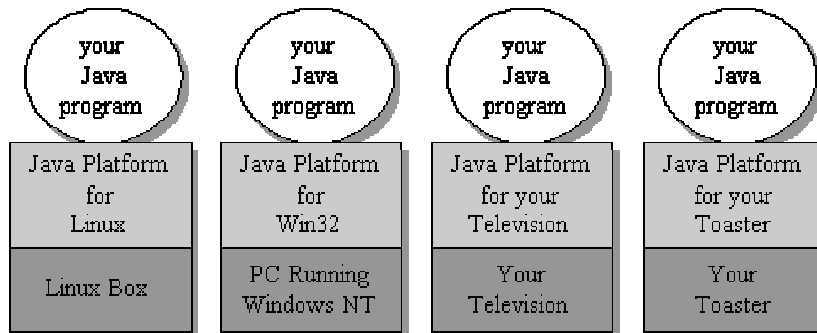 your
Java
program
Java Platform
for
Linux
Linux Box
your
Java
program
Java Platform
for
Win32
PC Running
Windows NT
your
Java
program
Java Platform
for your
Television
Your
Television
your
Java
program
Java Platform
for your
Toaster
Your
Toaster